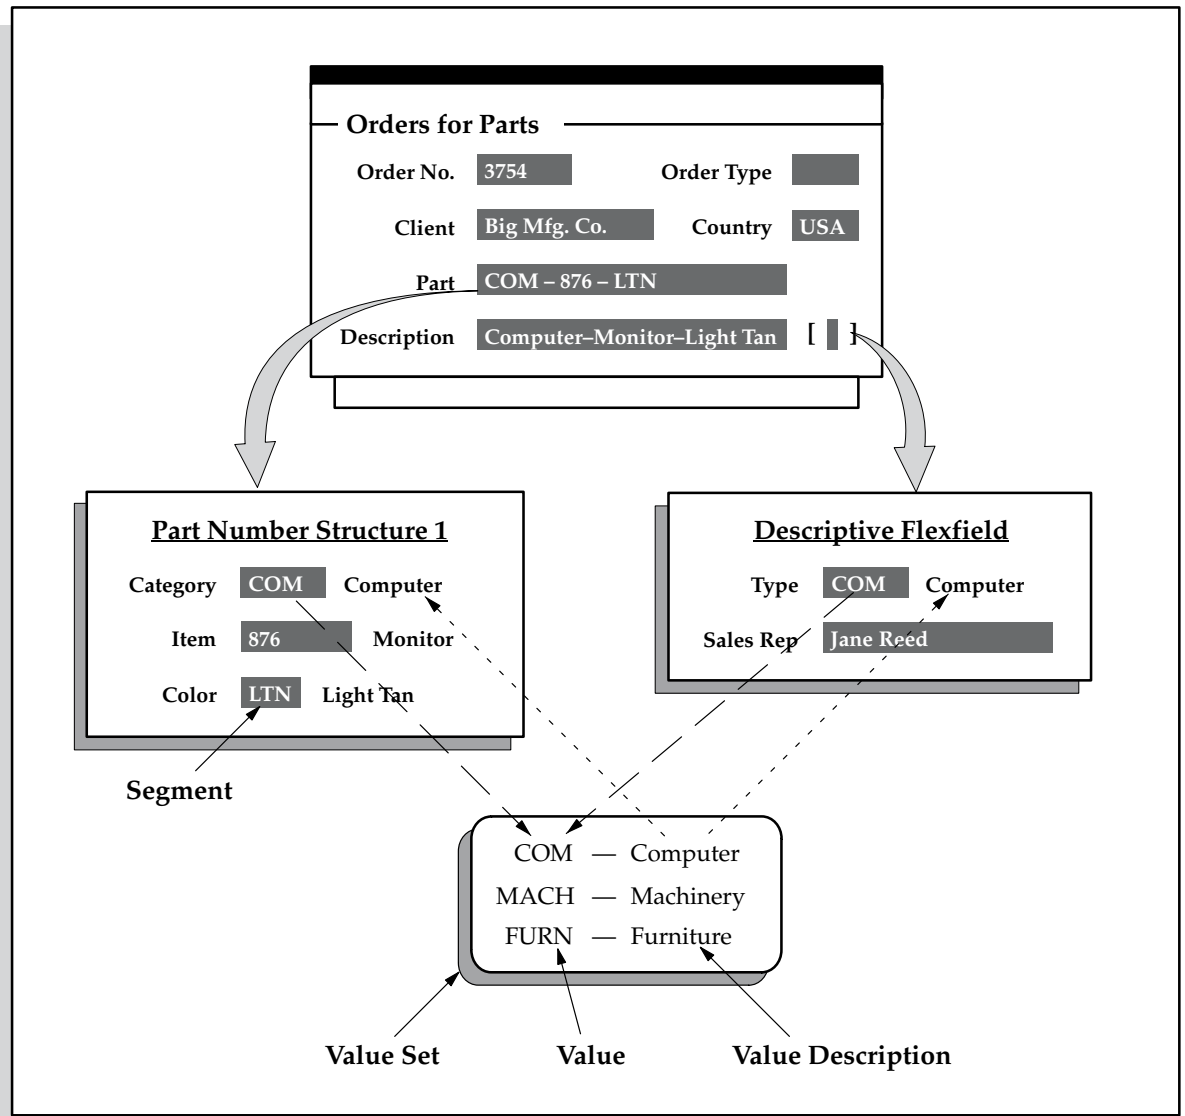 Orders for Parts
Order No. 3754 Order Type
Client Big Mfg. Co. Country USA
Part COM – 876 – LTN
Description Computer–Monitor–Light Tan [ ]
Part Number Structure 1
Category COM Computer
Item 876 Monitor
Color LTN Light Tan
Segment
Descriptive Flexfield
Type COM Computer
Sales Rep Jane Reed
COM — Computer
MACH — Machinery
FURN — Furniture
Value Set Value Value Description